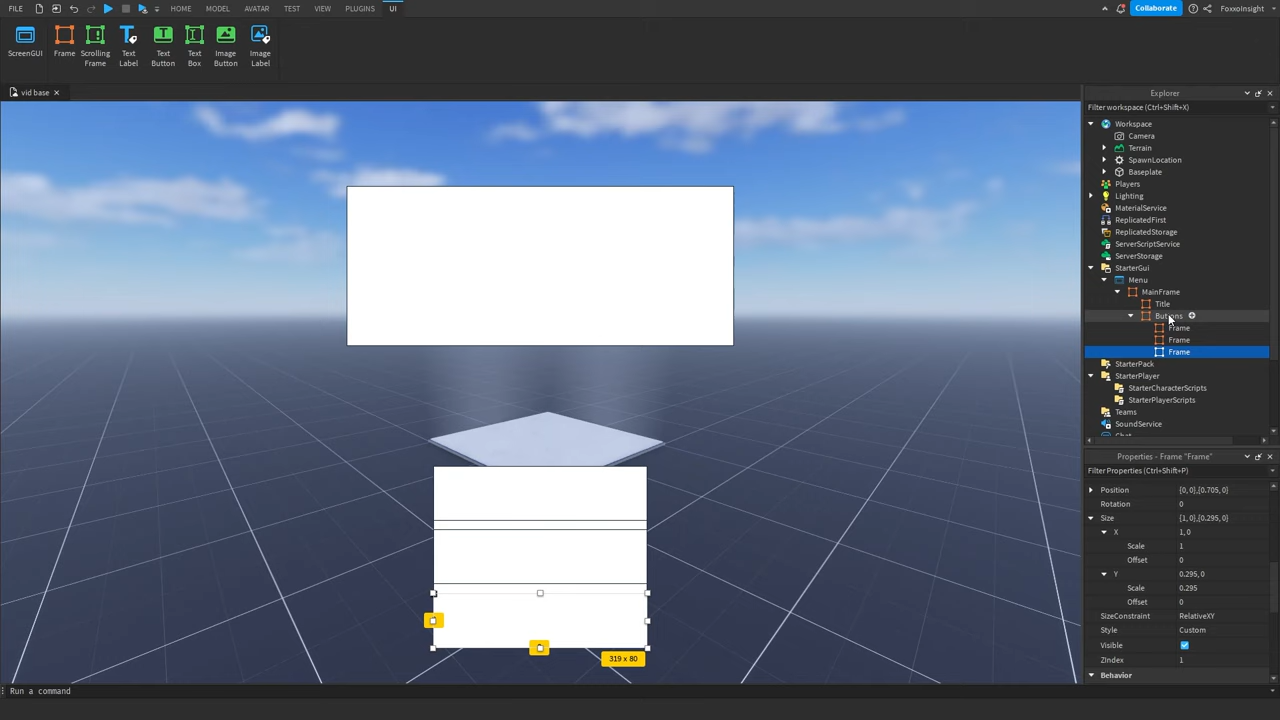 FILE HOME MODEL AVATAR TEST VIEW PLUGINS UI Collaborate FoxxoInsight
ScreenGUI Frame Scrolling Frame Text Label Text Button Text Box Image Button Image Label
vid base
Explorer
Filter workspace (Ctrl+Shift+X)
Workspace
Camera
Terrain
SpawnLocation
Baseplate
Players
Lighting
MaterialService
ReplicatedFirst
ReplicatedStorage
ServerScriptService
ServerStorage
StarterGui
Menu
MainFrame
Title
Buttons
Frame
Frame
Frame
StarterPack
StarterPlayer
StarterCharacterScripts
StarterPlayerScripts
Teams
SoundService
Properties - Frame "Frame"
Filter Properties (Ctrl+Shift+P)
Position {0, 0},{0.705, 0}
Rotation 0
Size {1, 0},{0.295, 0}
X 1,0
Scale 1
Offset 0
Y 0.295, 0
Scale 0.295
Offset 0
SizeConstraint RelativeXY
Style Custom
Visible
ZIndex 1
Behavior
319 x 80
Run a command